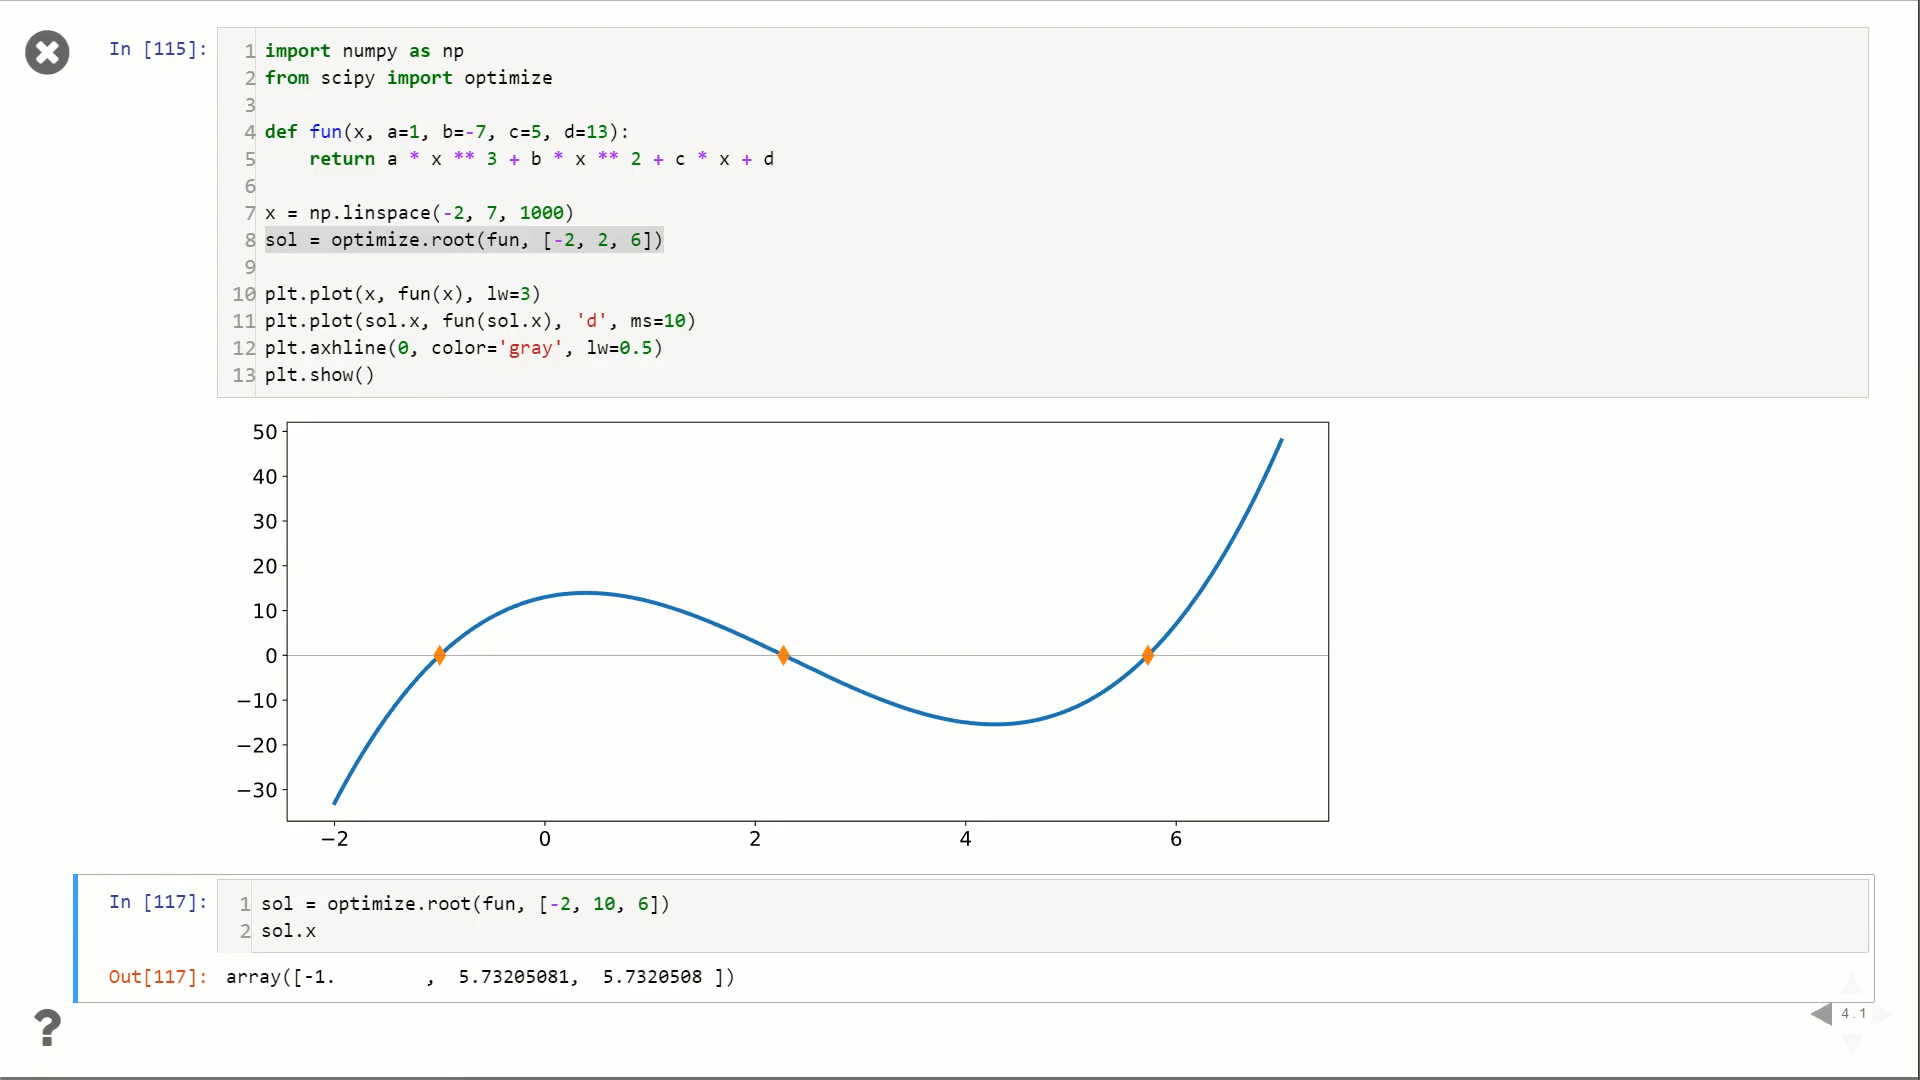 In [115]:
1 import numpy as np
2 from scipy import optimize
3
4 def fun(x, a=1, b=-7, c=5, d=13):
5     return a * x ** 3 + b * x ** 2 + c * x + d
6
7 x = np.linspace(-2, 7, 1000)
8 sol = optimize.root(fun, [-2, 2, 6])
9
10 plt.plot(x, fun(x), lw=3)
11 plt.plot(sol.x, fun(sol.x), 'd', ms=10)
12 plt.axhline(0, color='gray', lw=0.5)
13 plt.show()
50
40
30
20
10
0
−10
−20
−30
−2 0 2 4 6
In [117]:
1 sol = optimize.root(fun, [-2, 10, 6])
2 sol.x
Out[117]: array([-1.        ,  5.73205081,  5.7320508 ])
4.1
?